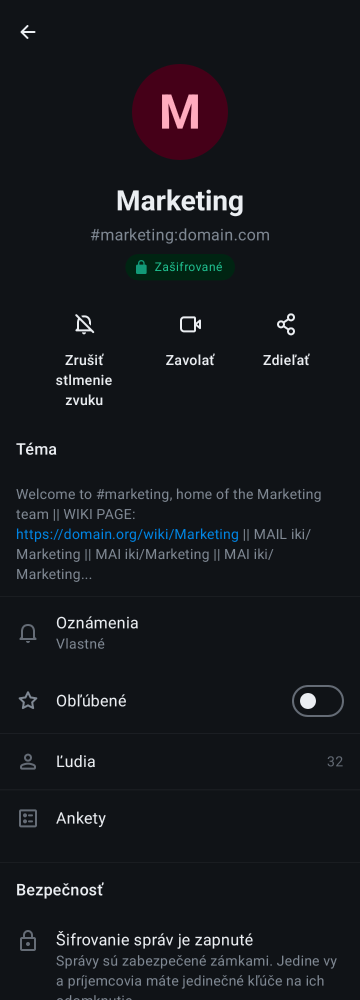 M
Marketing
#marketing:domain.com
Zašifrované
Zrušiť
stlmenie
zvuku
Zavolať
Zdieľať
Téma
Welcome to #marketing, home of the Marketing
team || WIKI PAGE:
https://domain.org/wiki/Marketing || MAIL iki/
Marketing || MAI iki/Marketing || MAI iki/
Marketing...
Oznámenia
Vlastné
Obľúbené
Ľudia
32
Ankety
Bezpečnosť
Šifrovanie správ je zapnuté
Správy sú zabezpečené zámkami. Jedine vy
a príjemcovia máte jedinečné kľúče na ich